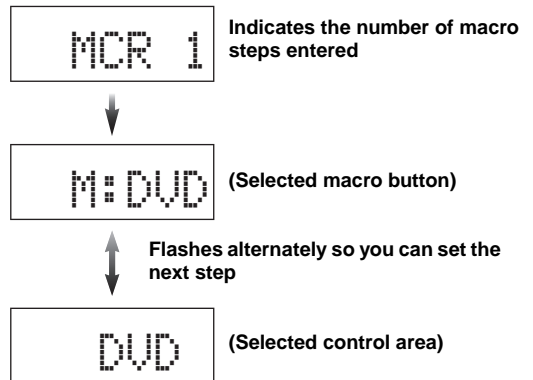 MCR 1
Indicates the number of macro
steps entered
M:DVD
(Selected macro button)
Flashes alternately so you can set the
next step
DVD
(Selected control area)